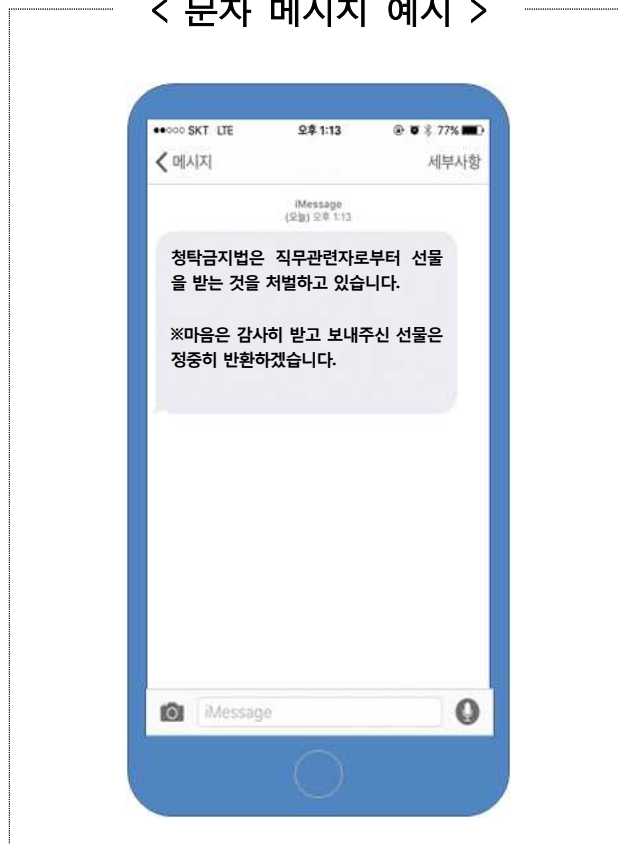 < 문자 메시지 예시 >
●●○○○ SKT LTE 오후 1:13 77%
메시지 세부사항
iMessage
(오늘) 오후 1:13
청탁금지법은 직무관련자로부터 선물
을 받는 것을 처벌하고 있습니다.
※마음은 감사히 받고 보내주신 선물은
정중히 반환하겠습니다.
iMessage